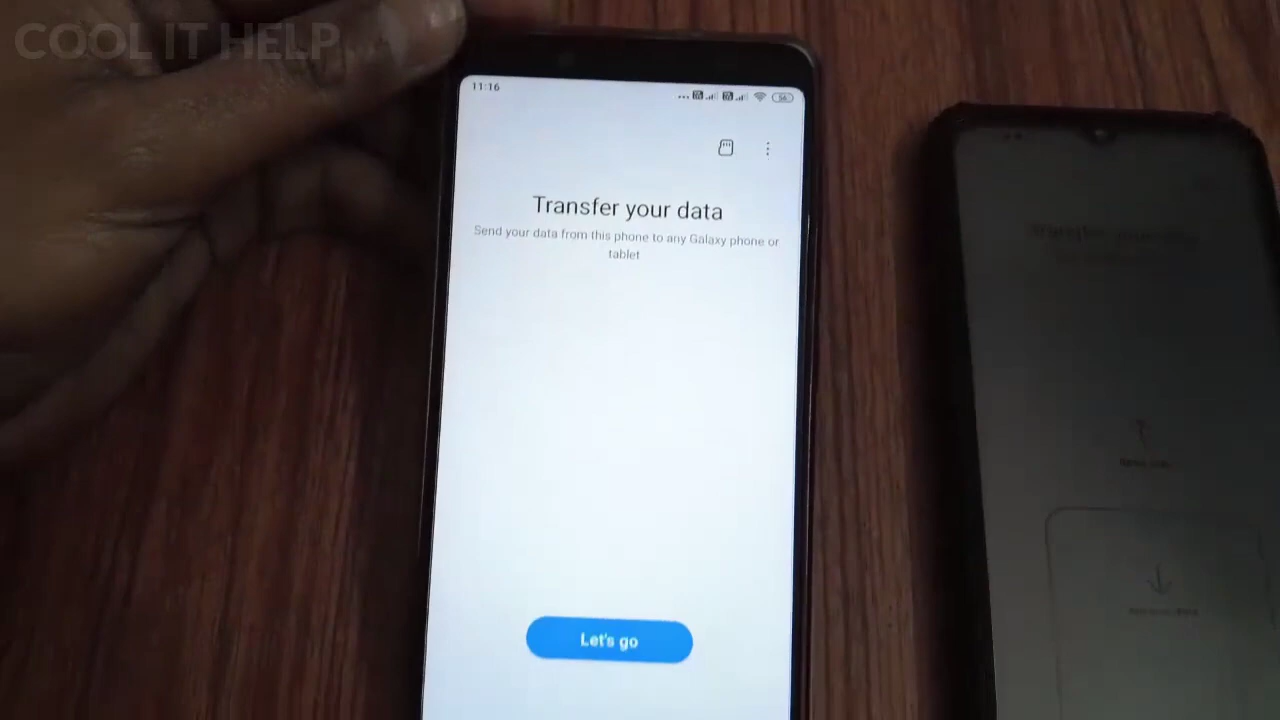 COOL IT HELP
11:16
56
Transfer your data
Send your data from this phone to any Galaxy phone or
tablet
Let's go